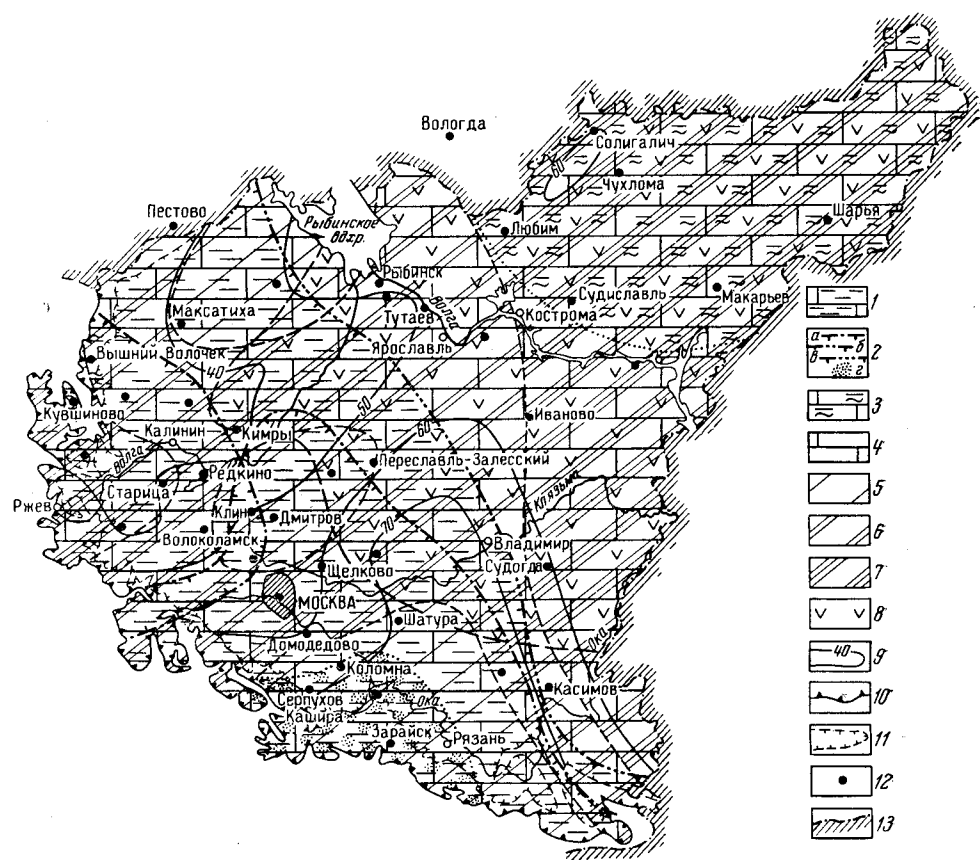 Вологда
Солигалич
60
Чухлома
Шарья
Пестово
Рыбинское
вдхр.
Любим
Рыбинск
Волга
Судиславль
Макарьев
Максатиха
Тутаев
Кострома
Ярославль
Вышний Волочек
40
50
Кувшиново
Иваново
Калинин
Кимры
60
Волга
Переславль-Залесский
Редкино
Старица
Клязьма
Ржев
Клин
Дмитров
70
Волоколамск
Владимир
Щелково
Судогда
МОСКВА
Шатура
Ока
Домодедово
Коломна
Касимов
Серпухов
Ока
Кашира
Зарайск
Рязань
1
а
б
в
г
2
3
4
5
6
7
8
40
9
10
11
12
13